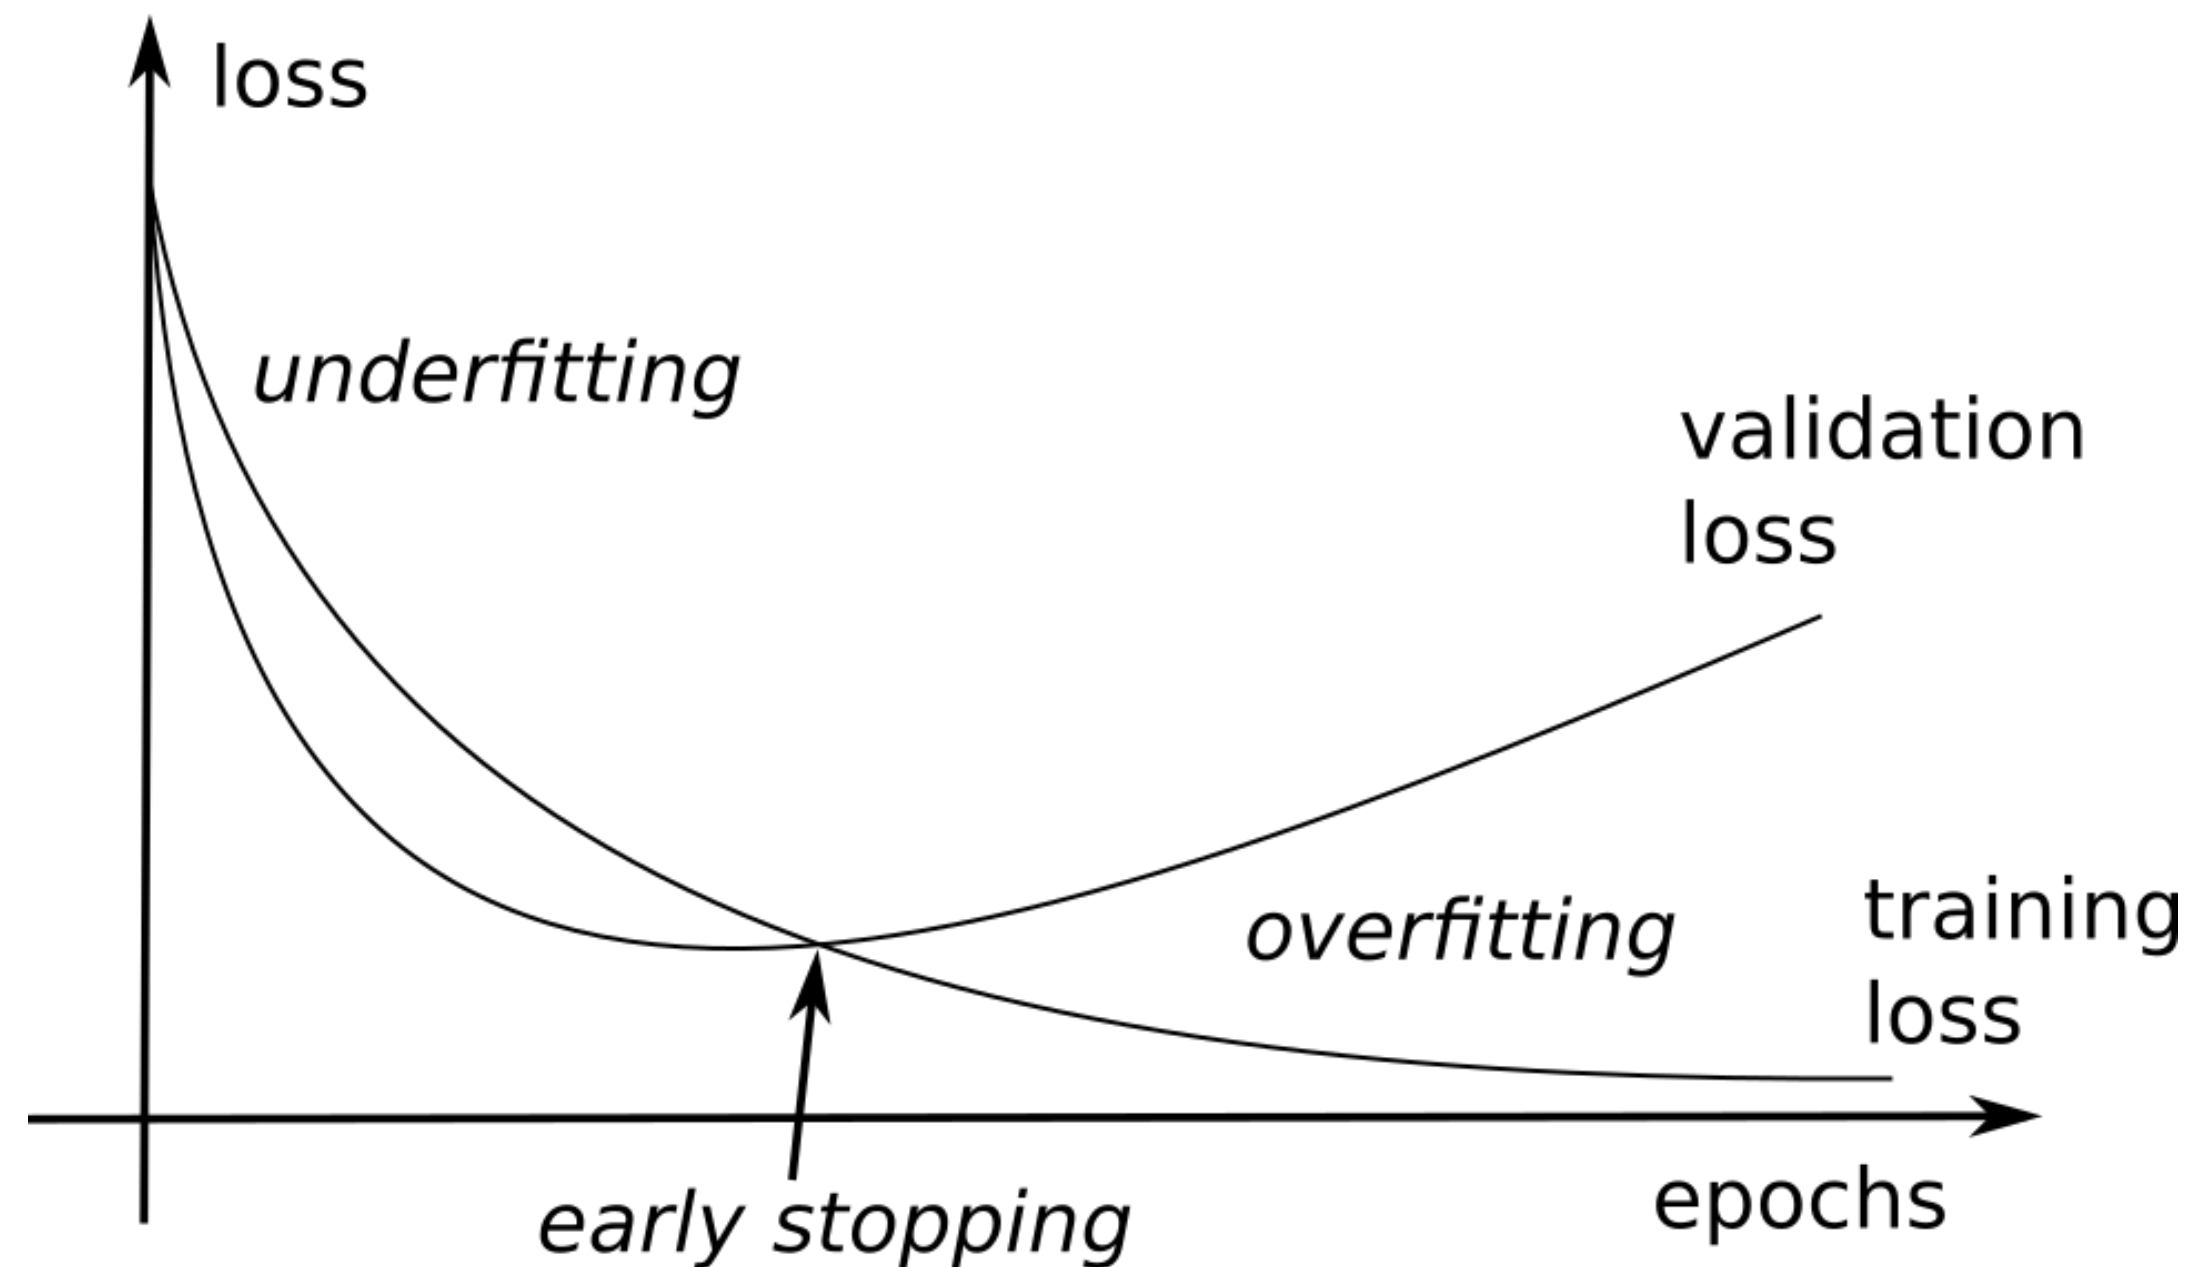 loss
underfitting
validation
loss
overfitting
training
loss
early stopping
epochs